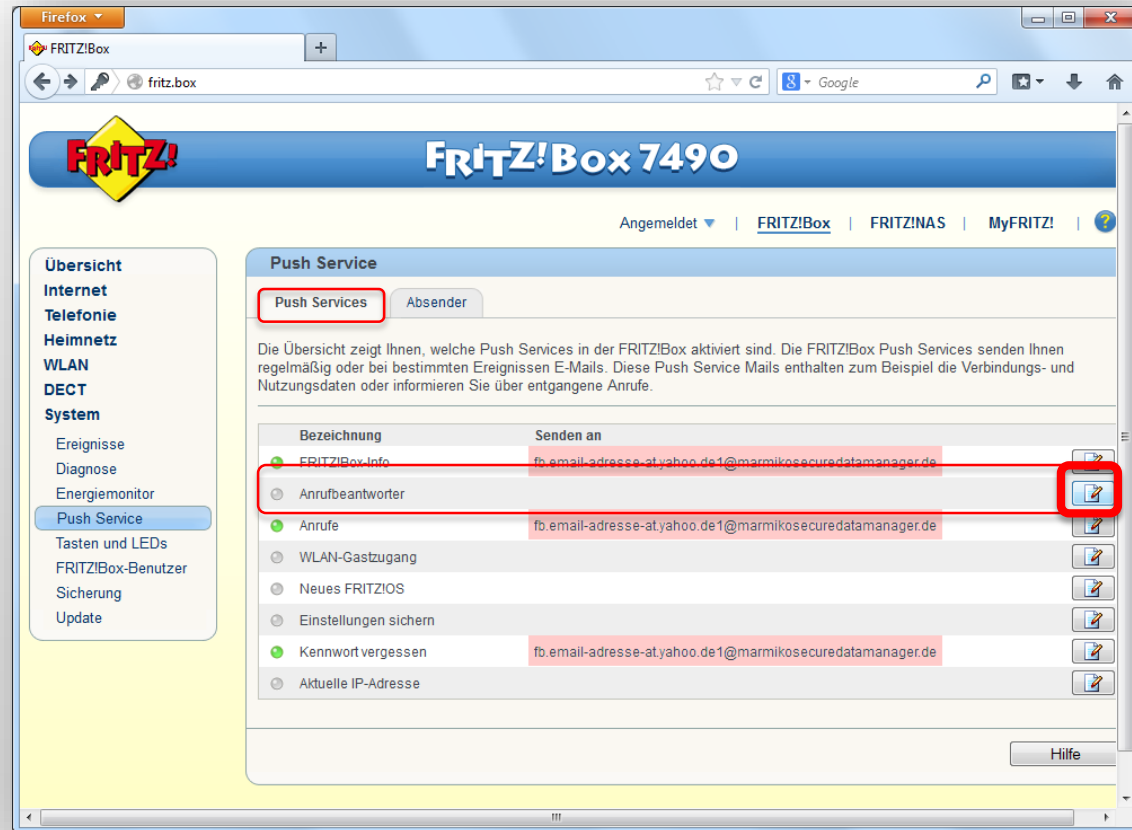 Firefox
FRITZ!Box
fritz.box
8 Google
FRITZ!
FRITZ!Box 7490
Angemeldet | FRITZ!Box | FRITZ!NAS | MyFRITZ! | ?
Übersicht
Internet
Telefonie
Heimnetz
WLAN
DECT
System
Ereignisse
Diagnose
Energiemonitor
Push Service
Tasten und LEDs
FRITZ!Box-Benutzer
Sicherung
Update
Push Service
Push Services Absender
Die Übersicht zeigt Ihnen, welche Push Services in der FRITZ!Box aktiviert sind. Die FRITZ!Box Push Services senden Ihnen
regelmäßig oder bei bestimmten Ereignissen E-Mails. Diese Push Service Mails enthalten zum Beispiel die Verbindungs- und
Nutzungsdaten oder informieren Sie über entgangene Anrufe.
Bezeichnung Senden an
FRITZ!Box-Info fb.email-adresse-at.yahoo.de1@marmikosecuredatamanager.de
Anrufbeantworter
Anrufe fb.email-adresse-at.yahoo.de1@marmikosecuredatamanager.de
WLAN-Gastzugang
Neues FRITZ!OS
Einstellungen sichern
Kennwort vergessen fb.email-adresse-at.yahoo.de1@marmikosecuredatamanager.de
Aktuelle IP-Adresse
Hilfe